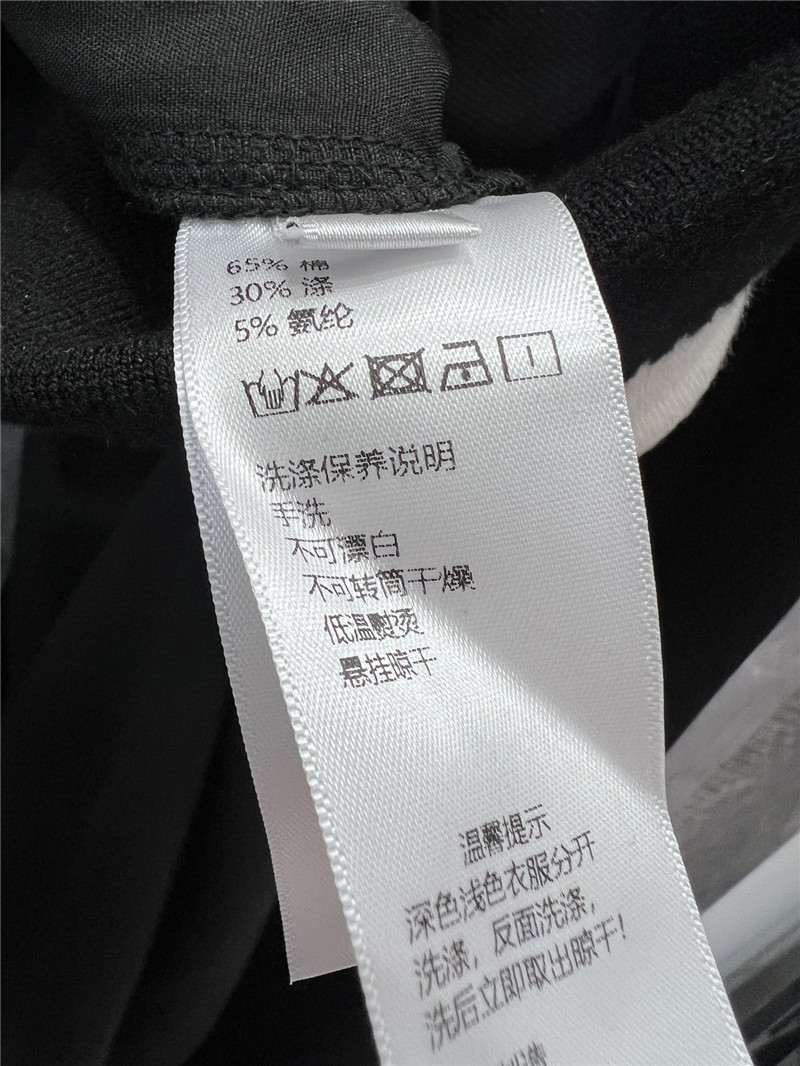 65% 棉
30% 涤
5% 氨纶
洗涤保养说明
手洗
不可漂白
不可转筒干燥
低温熨烫
悬挂晾干
温馨提示
深色浅色衣服分开
洗涤，反面洗涤，
洗后立即取出晾干！